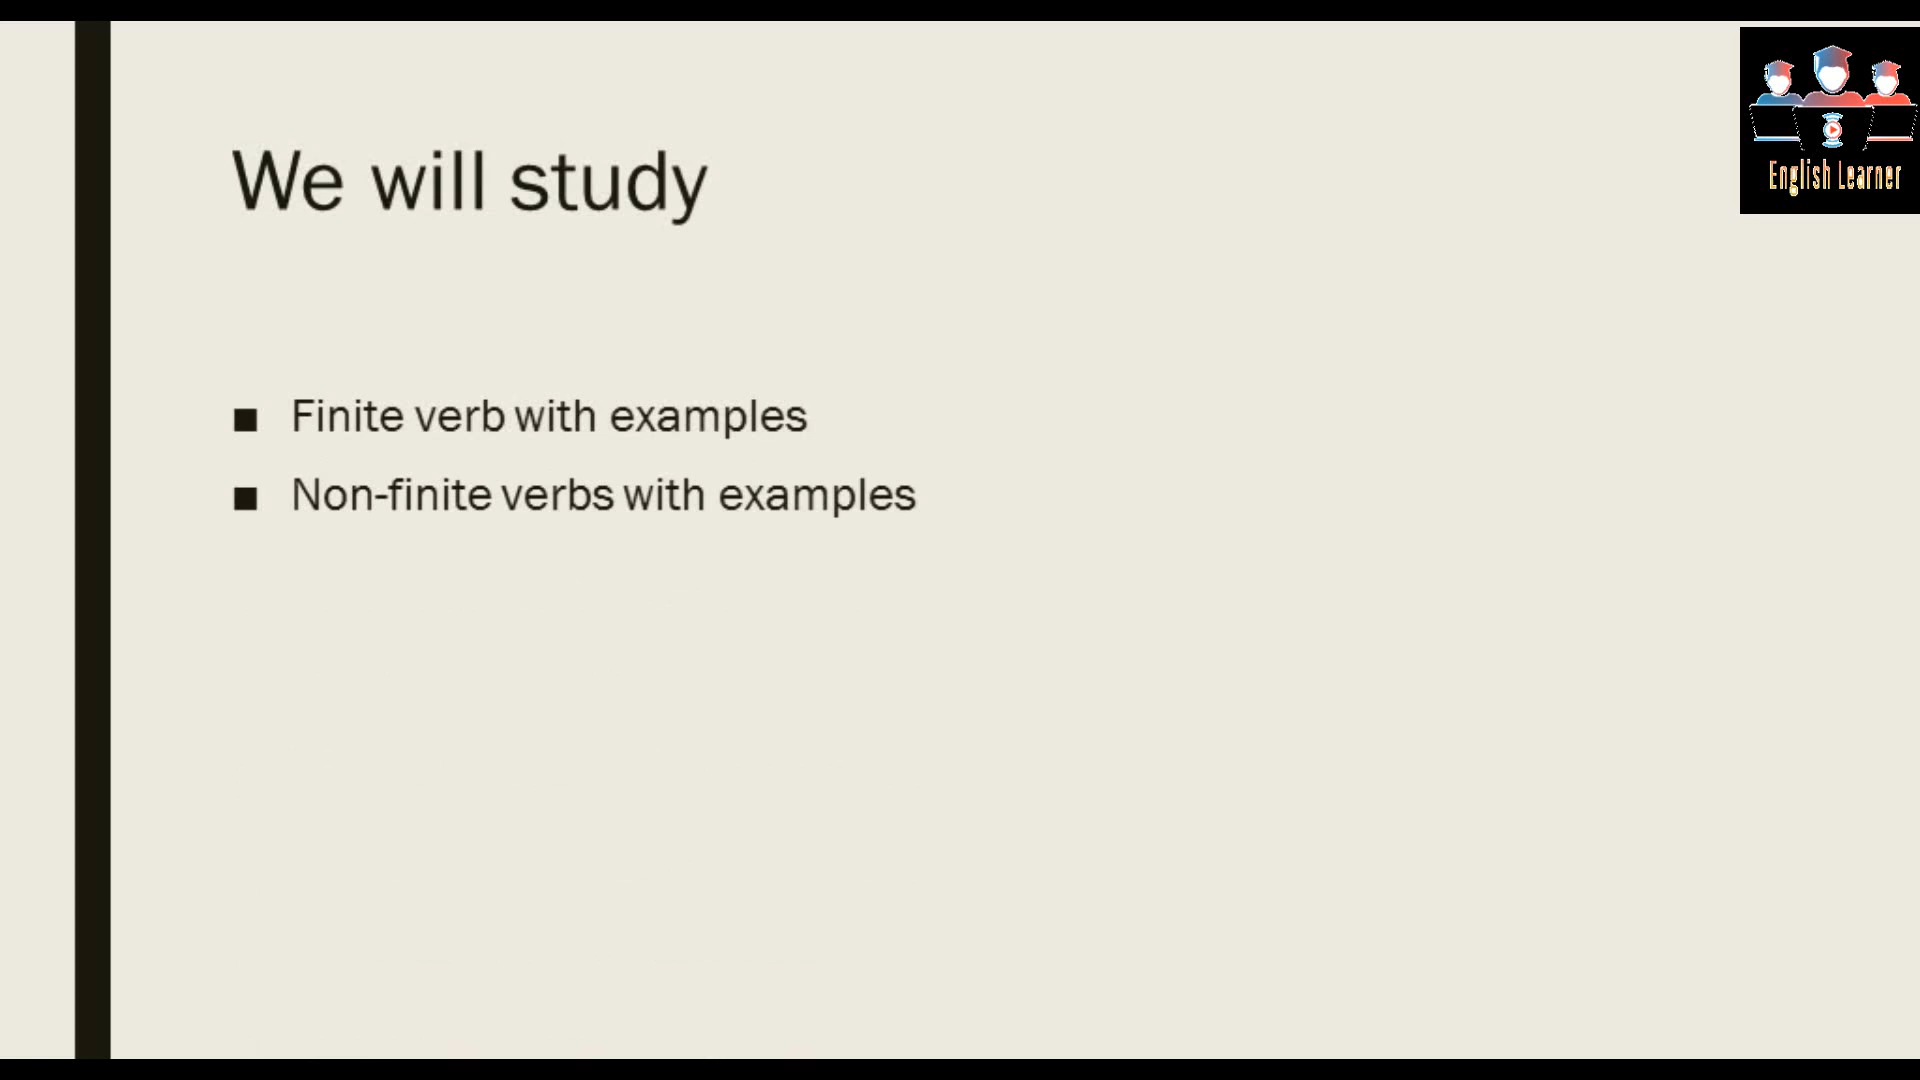 English Learner
We will study
Finite verb with examples
Non-finite verbs with examples